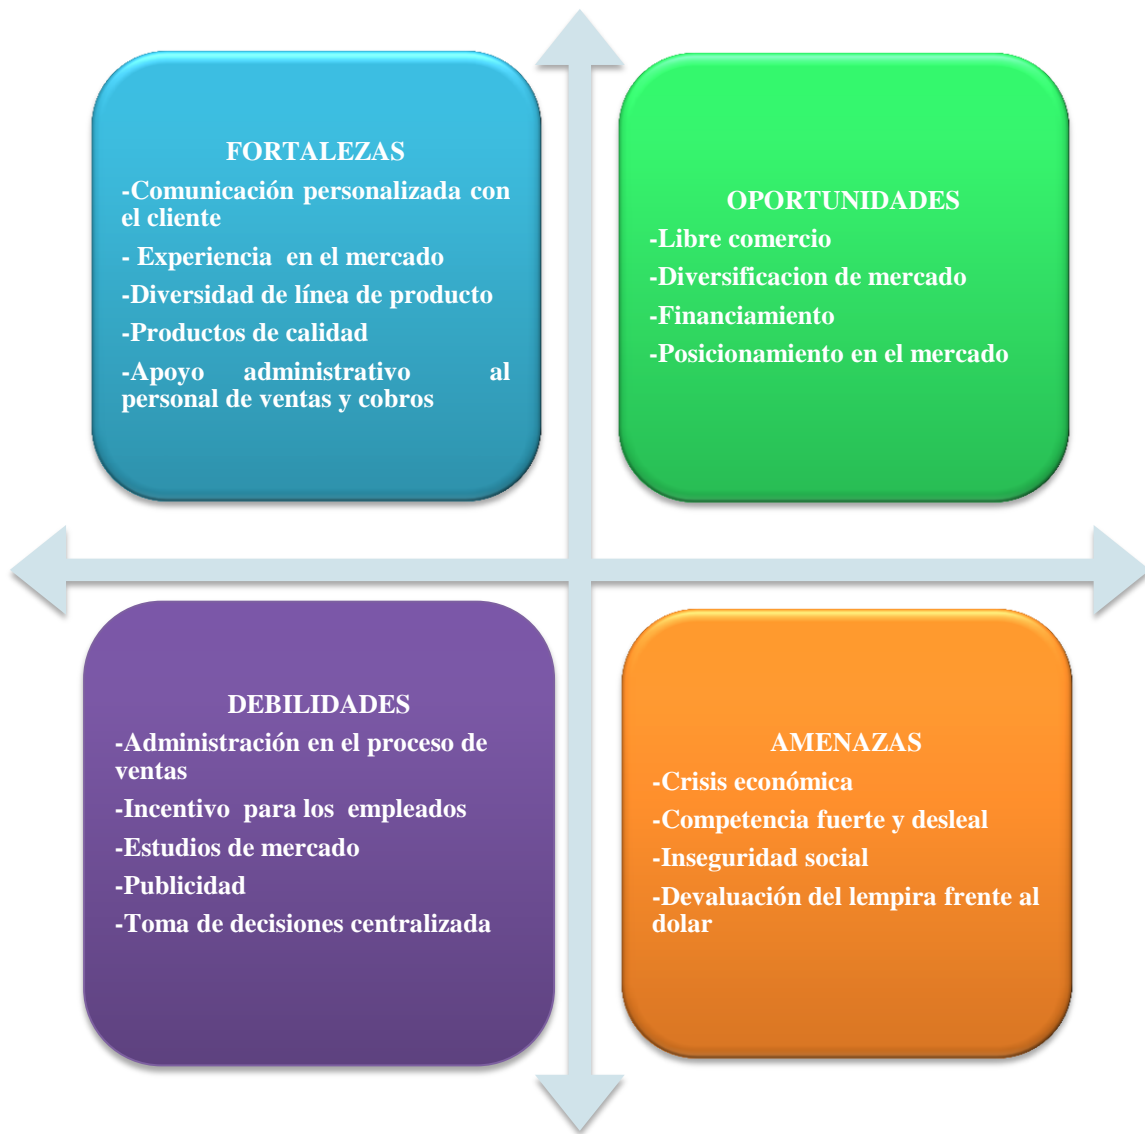 FORTALEZAS
-Comunicación personalizada con
el cliente
- Experiencia en el mercado
-Diversidad de línea de producto
-Productos de calidad
-Apoyo administrativo al
personal de ventas y cobros
OPORTUNIDADES
-Libre comercio
-Diversificacion de mercado
-Financiamiento
-Posicionamiento en el mercado
DEBILIDADES
-Administración en el proceso de
ventas
-Incentivo para los empleados
-Estudios de mercado
-Publicidad
-Toma de decisiones centralizada
AMENAZAS
-Crisis económica
-Competencia fuerte y desleal
-Inseguridad social
-Devaluación del lempira frente al
dolar